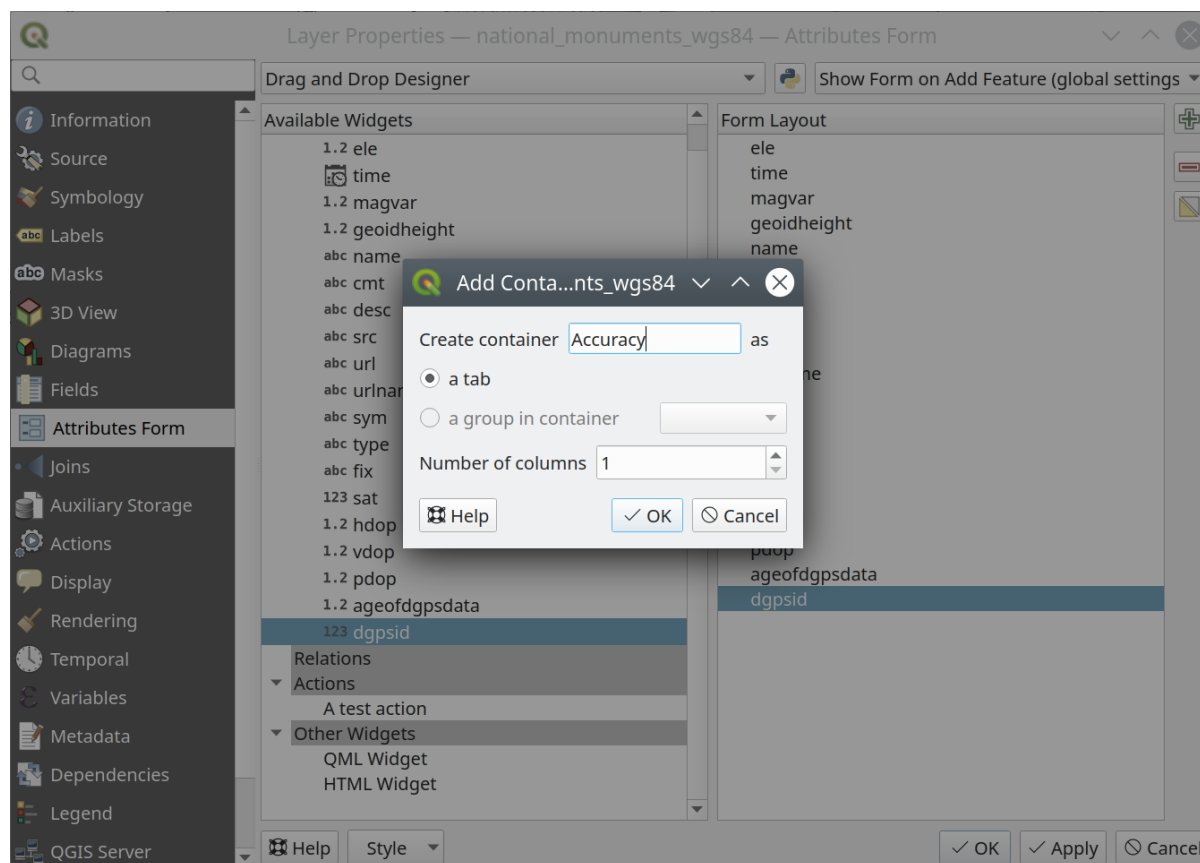 Layer Properties — national_monuments_wgs84 — Attributes Form
Drag and Drop Designer
Show Form on Add Feature (global settings
Information
Source
Symbology
abc Labels
abc Masks
3D View
Diagrams
Fields
Attributes Form
Joins
Auxiliary Storage
Actions
Display
Rendering
Temporal
Variables
Metadata
Dependencies
Legend
QGIS Server
Available Widgets
1.2 ele
time
1.2 magvar
1.2 geoidheight
abc name
abc cmt
abc desc
abc src
abc url
abc urlnar
abc sym
abc type
abc fix
123 sat
1.2 hdop
1.2 vdop
1.2 pdop
1.2 ageofdgpsdata
123 dgpsid
Relations
Actions
A test action
Other Widgets
QML Widget
HTML Widget
Form Layout
ele
time
magvar
geoidheight
name
pdop
ageofdgpsdata
dgpsid
Add Conta...nts_wgs84
Create container Accuracy as
a tab
a group in container
Number of columns 1
Help
OK
Cancel
Help
Style
OK
Apply
Cancel